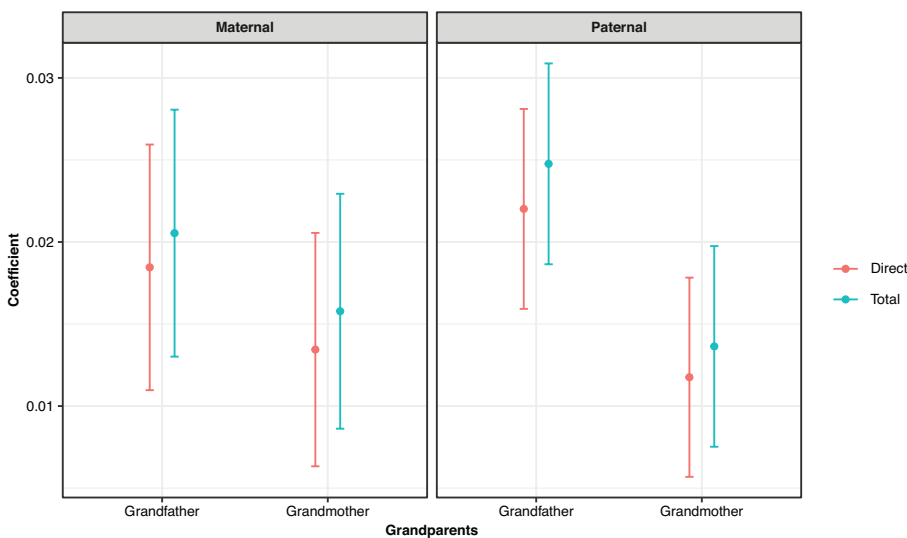 Maternal
Paternal
0.03
0.02
0.01
Coefficient
Grandfather
Grandmother
Grandfather
Grandmother
Grandparents
Direct
Total